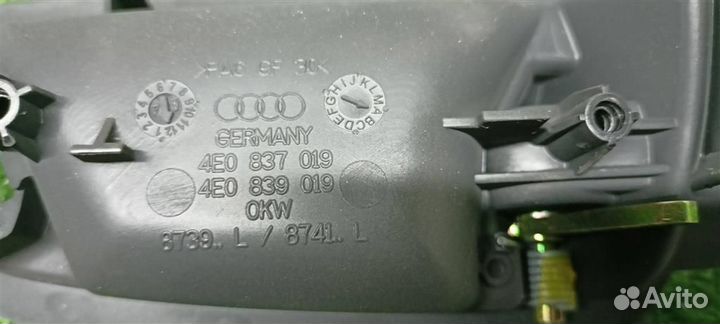 >PA6 GF 30<
GERMANY
4E0 837 019
4E0 839 019
OKW
8739.. L / 8741.. L
Avito